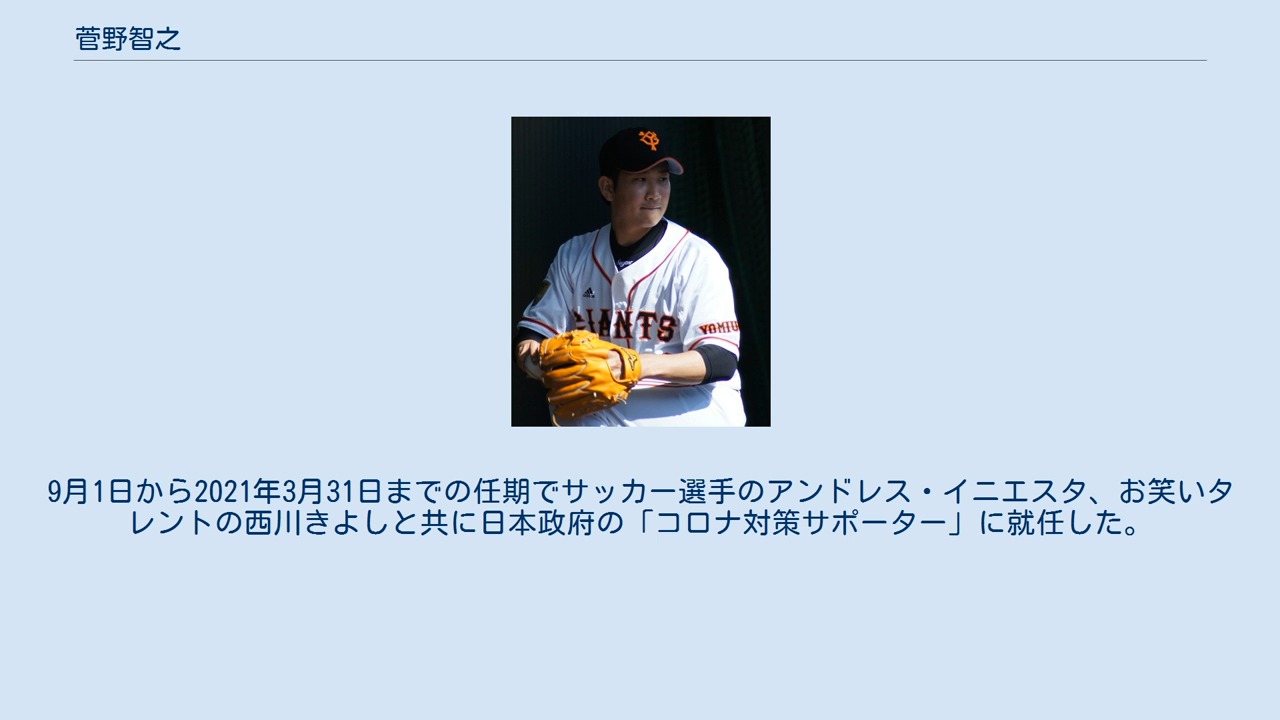 菅野智之
GIANTS
YOMIU
9月1日から2021年3月31日までの任期でサッカー選手のアンドレス・イニエスタ、お笑いタ
レントの西川きよしと共に日本政府の「コロナ対策サポーター」に就任した。